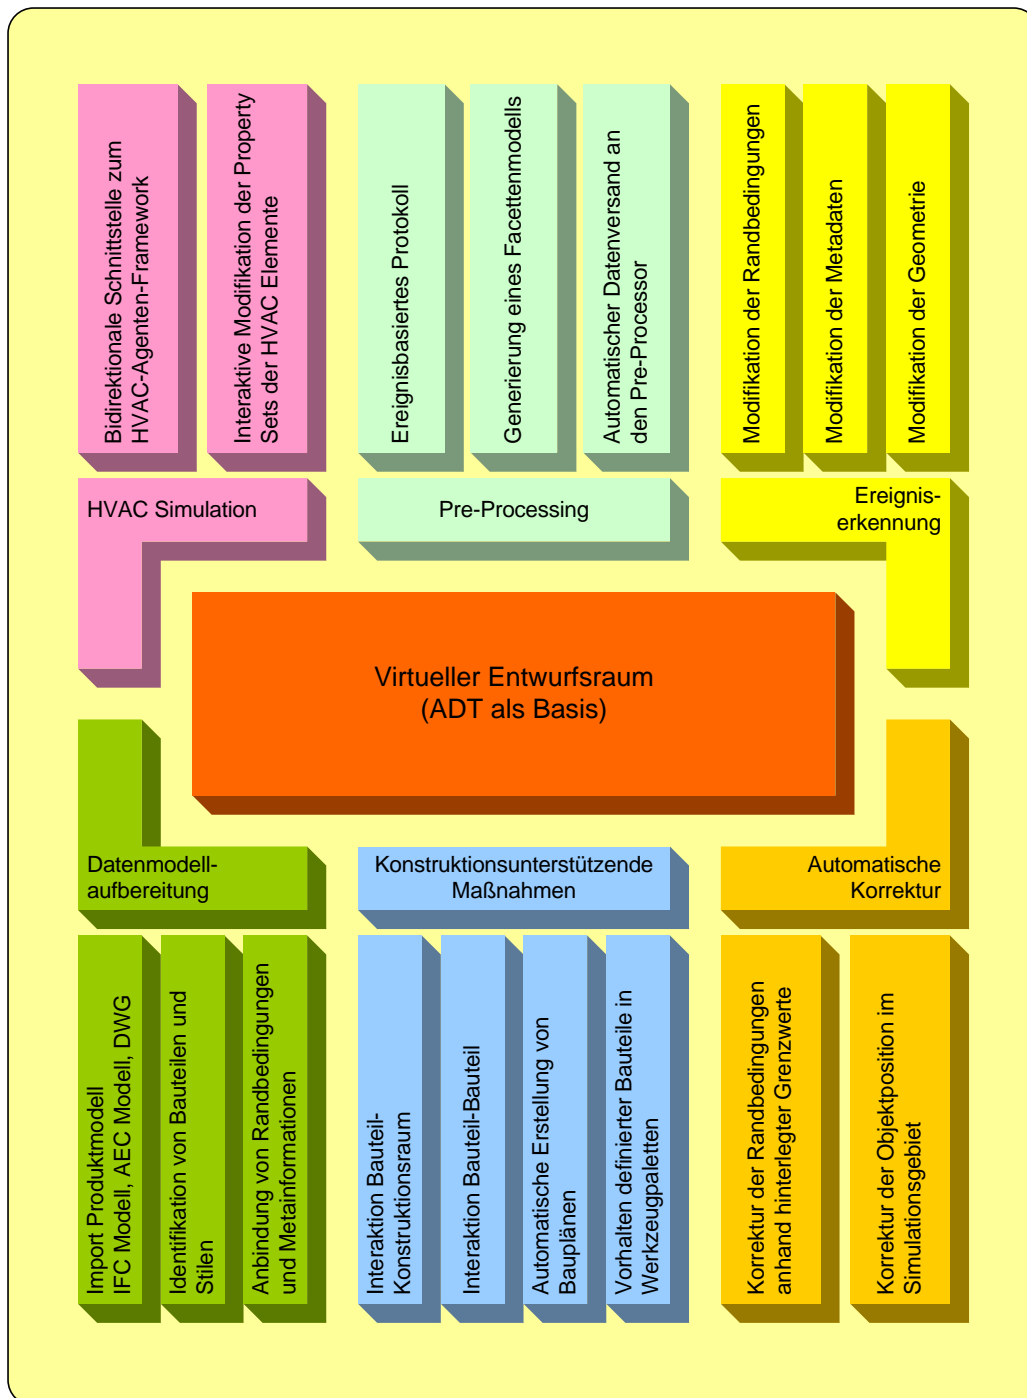 Bidirektionale Schnittstelle zum
HVAC-Agenten-Framework
Interaktive Modifikation der Property
Sets der HVAC Elemente
Ereignisbasiertes Protokoll
Generierung eines Facettenmodells
Automatischer Datenversand an
den Pre-Processor
Modifikation der Randbedingungen
Modifikation der Metadaten
Modifikation der Geometrie
HVAC Simulation
Pre-Processing
Ereignis-
erkennung
Virtueller Entwurfsraum
(ADT als Basis)
Datenmodell-
aufbereitung
Konstruktionsunterstützende
Maßnahmen
Automatische
Korrektur
Import Produktmodell
IFC Modell, AEC Modell, DWG
Identifikation von Bauteilen und
Stilen
Anbindung von Randbedingungen
und Metainformationen
Interaktion Bauteil-
Konstruktionsraum
Interaktion Bauteil-Bauteil
Automatische Erstellung von
Bauplänen
Vorhalten definierter Bauteile in
Werkzeugpaletten
Korrektur der Randbedingungen
anhand hinterlegter Grenzwerte
Korrektur der Objektposition im
Simulationsgebiet